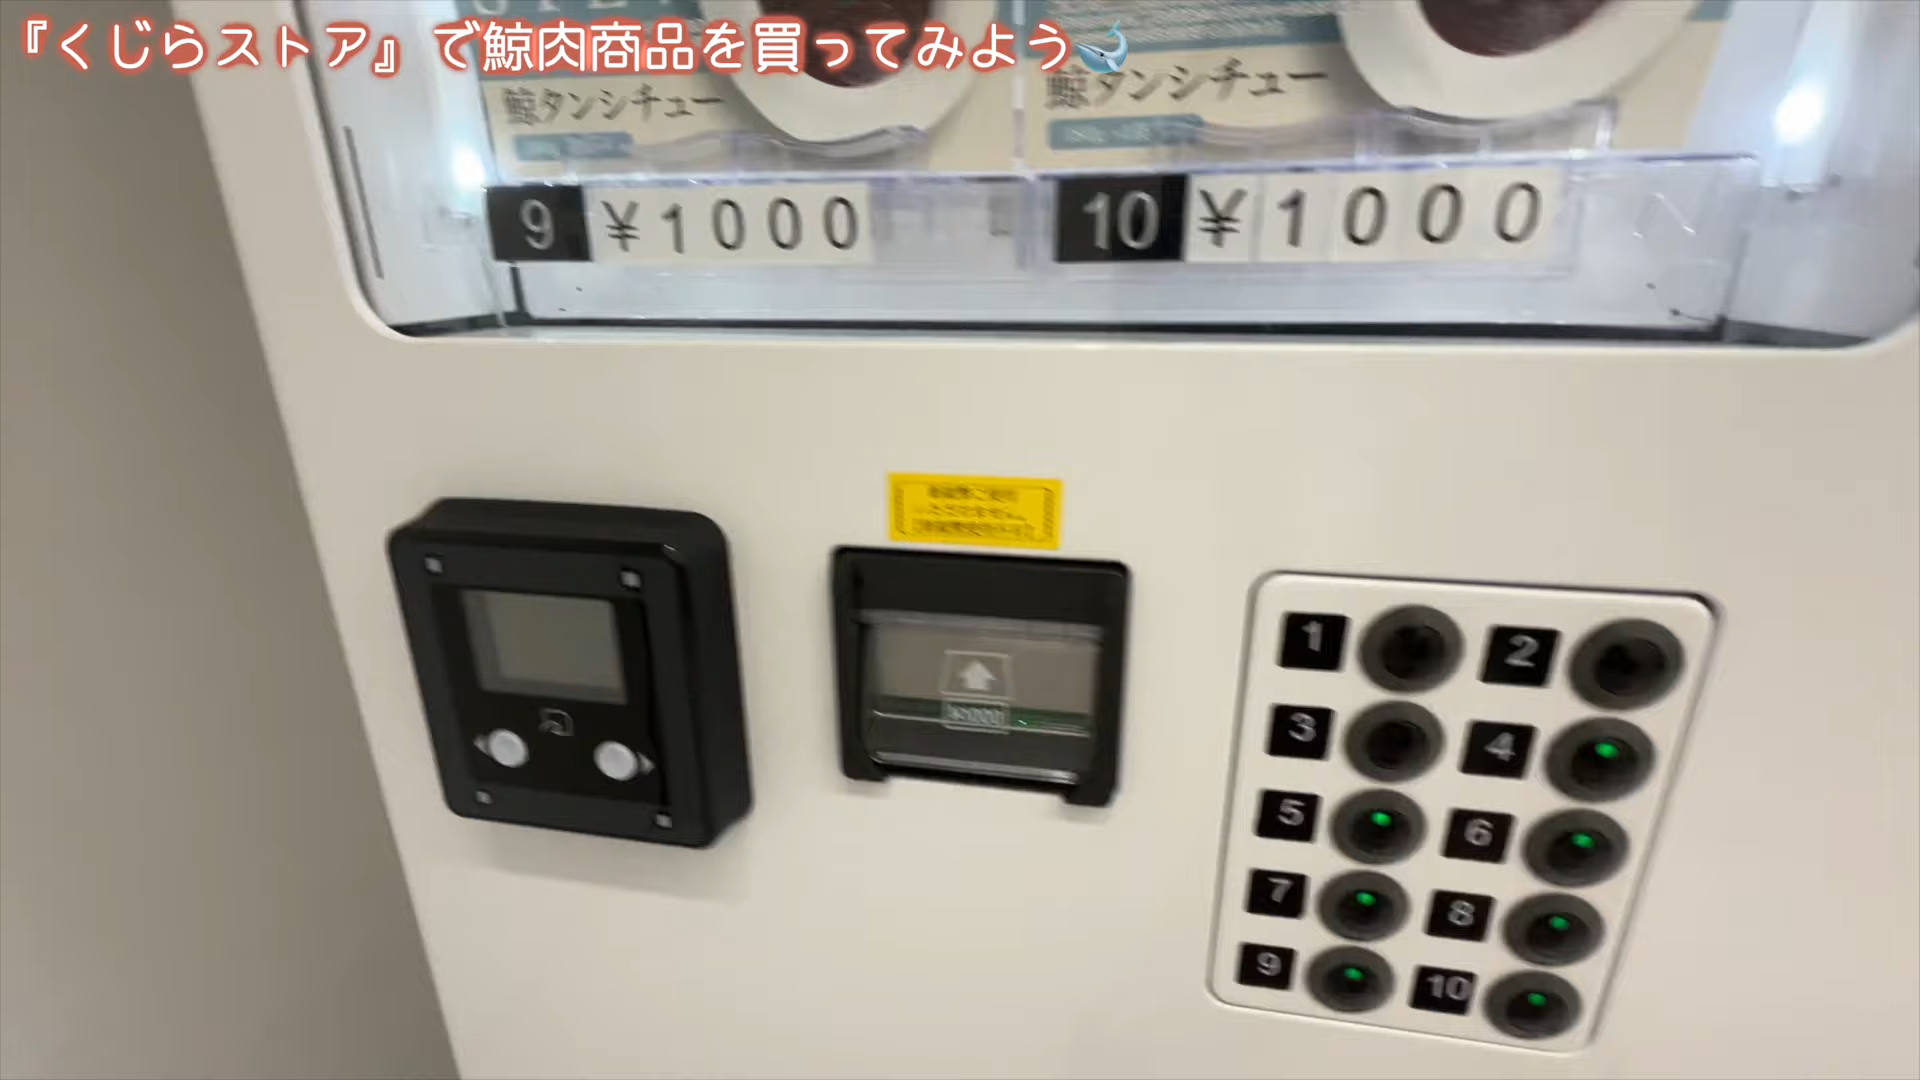 『くじらストア』で鯨肉商品を買ってみよう🐋
鯨タンシチュー
鯨タンシチュー
9 ¥1000
10 ¥1000
1 2
3 4
5 6
7 8
9 10